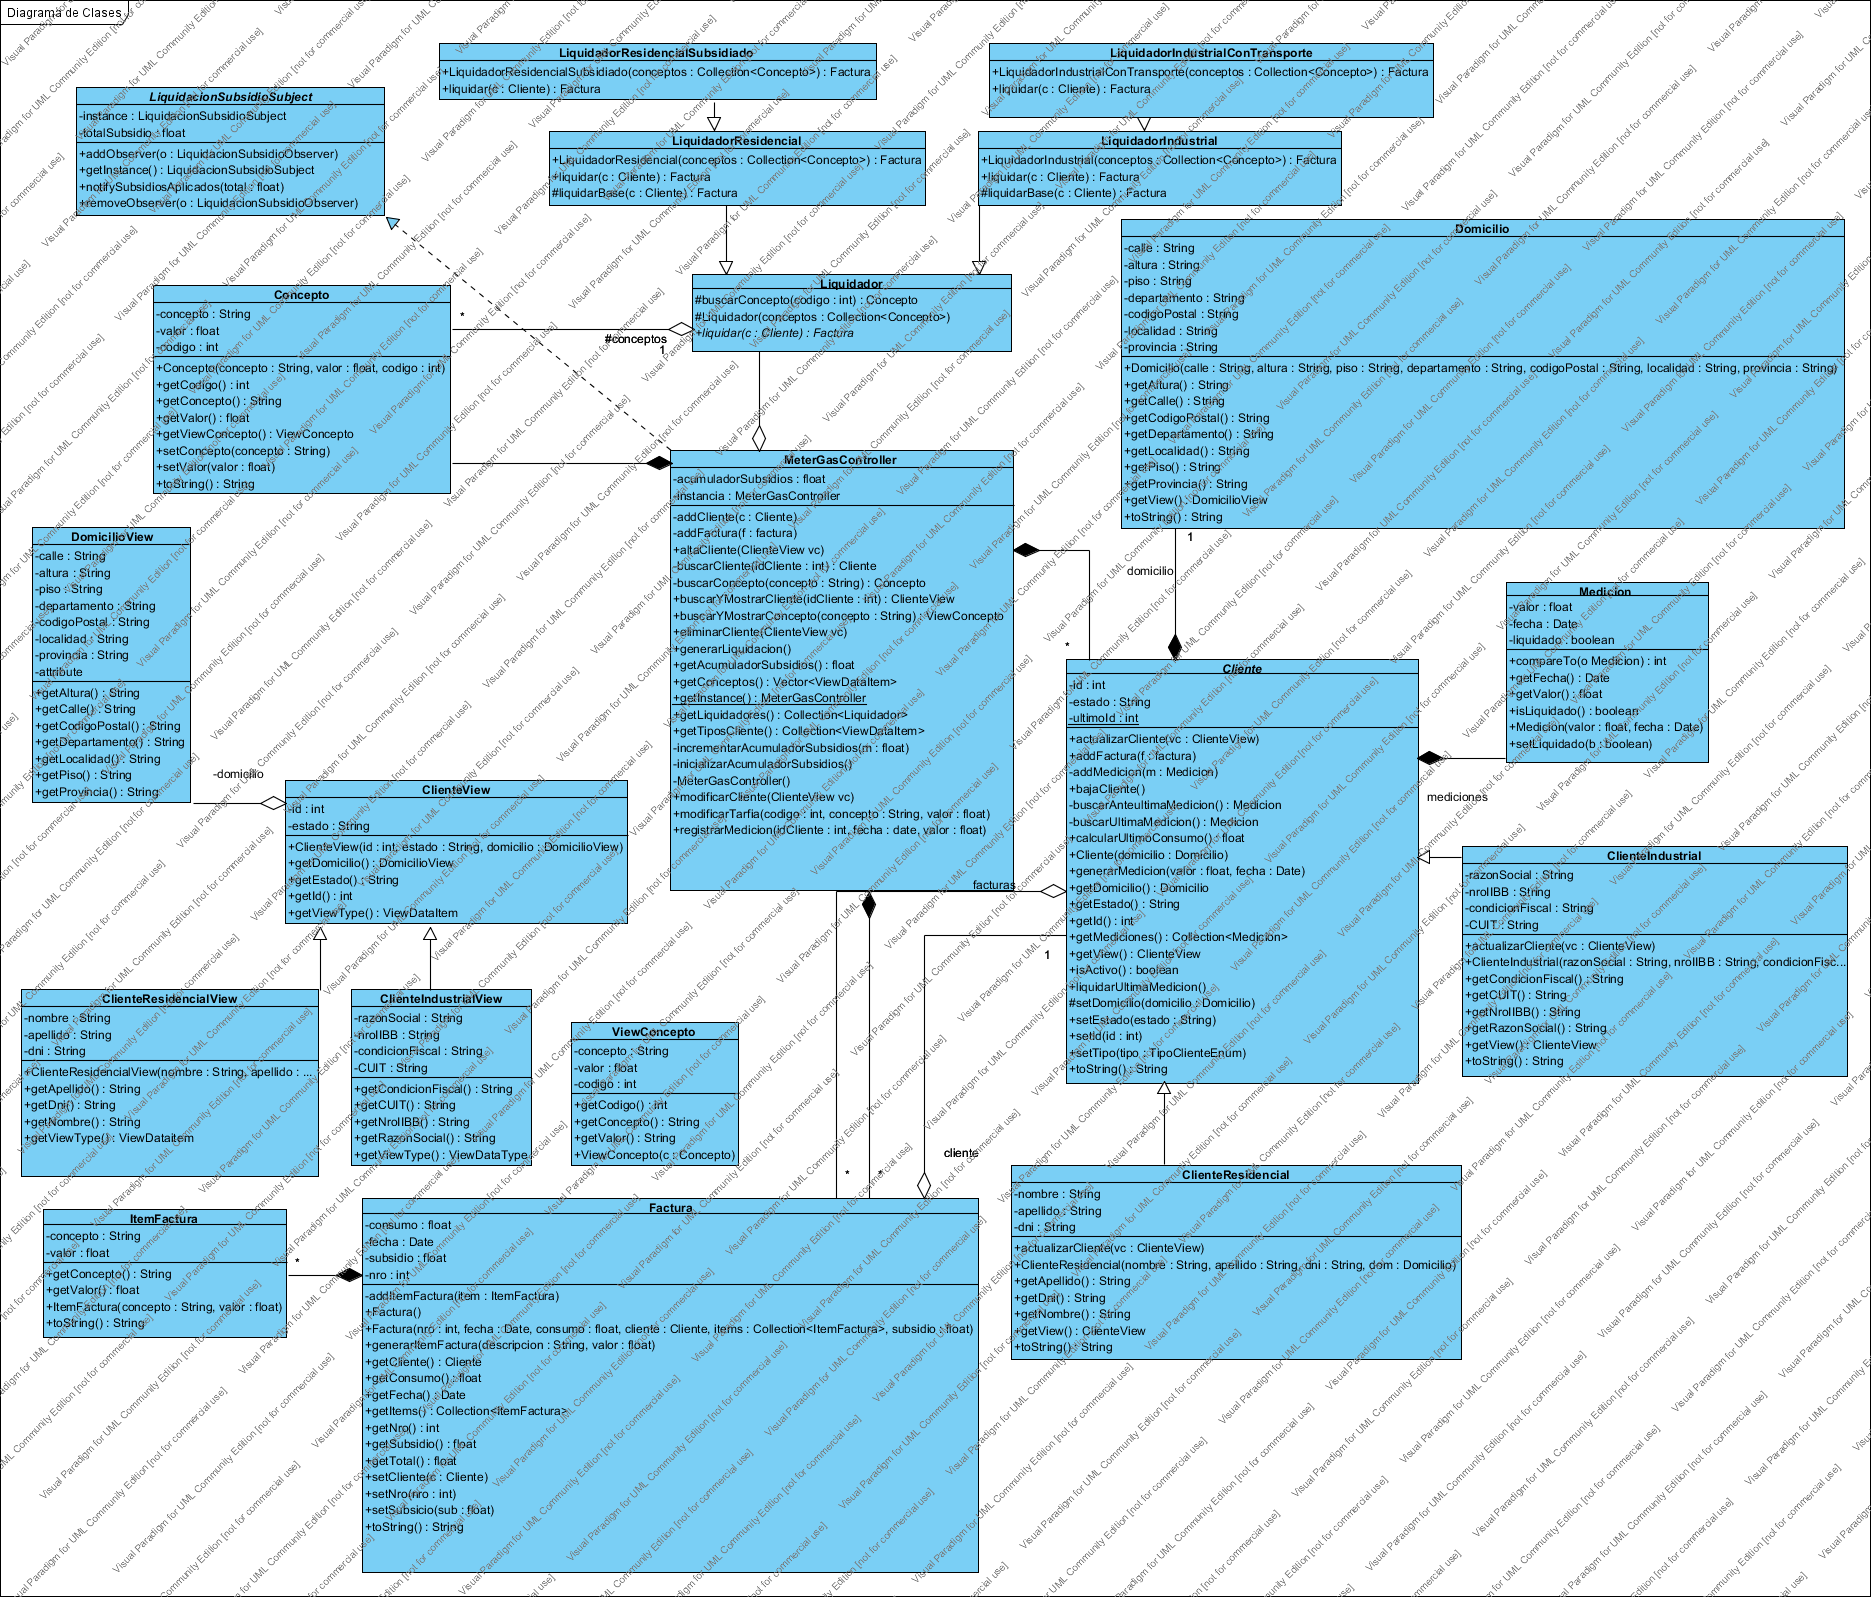 Diagrama de Clases
LiquidadorResidencialSubsidiado
+LiquidadorResidencialSubsidiado(conceptos : Collection<Concepto>) : Factura
+liquidar(c : Cliente) : Factura
LiquidadorIndustrialConTransporte
+LiquidadorIndustrialConTransporte(conceptos : Collection<Concepto>) : Factura
+liquidar(c : Cliente) : Factura
LiquidacionSubsidioSubject
-instance : LiquidacionSubsidioSubject
-totalSubsidio : float
+addObserver(o : LiquidacionSubsidioObserver)
+getInstance() : LiquidacionSubsidioSubject
+notifySubsidiosAplicados(total : float)
+removeObserver(o : LiquidacionSubsidioObserver)
LiquidadorResidencial
+LiquidadorResidencial(conceptos : Collection<Concepto>) : Factura
+liquidar(c : Cliente) : Factura
#liquidarBase(c : Cliente) : Factura
LiquidadorIndustrial
+LiquidadorIndustrial(conceptos : Collection<Concepto>) : Factura
+liquidar(c : Cliente) : Factura
#liquidarBase(c : Cliente) : Factura
Domicilio
-calle : String
-altura : String
-piso : String
-departamento : String
-codigoPostal : String
-localidad : String
-provincia : String
+Domicilio(calle : String, altura : String, piso : String, departamento : String, codigoPostal : String, localidad : String, provincia : String)
+getAltura() : String
+getCalle() : String
+getCodigoPostal() : String
+getDepartamento() : String
+getLocalidad() : String
+getPiso() : String
+getProvincia() : String
+getView() : DomicilioView
+toString() : String
Liquidador
#buscarConcepto(codigo : int) : Concepto
#Liquidador(conceptos : Collection<Concepto>)
+liquidar(c : Cliente) : Factura
Concepto
-concepto : String
-valor : float
-codigo : int
+Concepto(concepto : String, valor : float, codigo : int)
+getCodigo() : int
+getConcepto() : String
+getValor() : float
+getViewConcepto() : ViewConcepto
+setConcepto(concepto : String)
+setValor(valor : float)
+toString() : String
*
#conceptos
1
MeterGasController
-acumuladorSubsidios : float
-instancia : MeterGasController
-addCliente(c : Cliente)
-addFactura(f : factura)
+altaCliente(ClienteView vc)
-buscarCliente(idCliente : int) : Cliente
-buscarConcepto(concepto : String) : Concepto
+buscarYMostrarCliente(idCliente : int) : ClienteView
+buscarYMostrarConcepto(concepto : String) : ViewConcepto
+eliminarCliente(ClienteView vc)
+generarLiquidacion()
+getAcumuladorSubsidios() : float
+getConceptos() : Vector<ViewDataItem>
+getInstance() : MeterGasController
+getLiquidadores() : Collection<Liquidador>
+getTiposCliente() : Collection<ViewDataItem>
-incrementarAcumuladorSubsidios(m : float)
-inicializarAcumuladorSubsidios()
-MeterGasController()
+modificarCliente(ClienteView vc)
+modificarTarfia(codigo : int, concepto : String, valor : float)
+registrarMedicion(idCliente : int, fecha : date, valor : float)
DomicilioView
-calle : String
-altura : String
-piso : String
-departamento : String
-codigoPostal : String
-localidad : String
-provincia : String
-attribute
+getAltura() : String
+getCalle() : String
+getCodigoPostal() : String
+getDepartamento() : String
+getLocalidad() : String
+getPiso() : String
+getProvincia() : String
1
domicilio
*
Medicion
-valor : float
-fecha : Date
-liquidado : boolean
+compareTo(o Medicion) : int
+getFecha() : Date
+getValor() : float
+isLiquidado() : boolean
+Medicion(valor : float, fecha : Date)
+setLiquidado(b : boolean)
mediciones
Cliente
-id : int
-estado : String
-ultimoId : int
+actualizarCliente(vc : ClienteView)
+addFactura(f : factura)
-addMedicion(m : Medicion)
+bajaCliente()
-buscarAnteultimaMedicion() : Medicion
-buscarUltimaMedicion() : Medicion
+calcularUltimoConsumo() : float
+Cliente(domicilio : Domicilio)
+generarMedicion(valor : float, fecha : Date)
+getDomicilio() : Domicilio
+getEstado() : String
+getId() : int
+getMediciones() : Collection<Medicion>
+getView() : ClienteView
+isActivo() : boolean
+liquidarUltimaMedicion()
#setDomicilio(domicilio : Domicilio)
+setEstado(estado : String)
+setId(id : int)
+setTipo(tipo : TipoClienteEnum)
+toString() : String
-domicilio
ClienteView
-id : int
-estado : String
+ClienteView(id : int, estado : String, domicilio : DomicilioView)
+getDomicilio() : DomicilioView
+getEstado() : String
+getId() : int
+getViewType() : ViewDataItem
ClienteIndustrial
-razonSocial : String
-nroIIBB : String
-condicionFiscal : String
-CUIT : String
+actualizarCliente(vc : ClienteView)
+ClienteIndustrial(razonSocial : String, nroIIBB : String, condicionFisc...
+getCondicionFiscal() : String
+getCUIT() : String
+getNroIIBB() : String
+getRazonSocial() : String
+getView() : ClienteView
+toString() : String
facturas
1
ClienteResidencialView
-nombre : String
-apellido : String
-dni : String
+ClienteResidencialView(nombre : String, apellido : ...
+getApellido() : String
+getDni() : String
+getNombre() : String
+getViewType() : ViewDataitem
ClienteIndustrialView
-razonSocial : String
-nroIIBB : String
-condicionFiscal : String
-CUIT : String
+getCondicionFiscal() : String
+getCUIT() : String
+getNroIIBB() : String
+getRazonSocial() : String
+getViewType() : ViewDataType
ViewConcepto
-concepto : String
-valor : float
-codigo : int
+getCodigo() : int
+getConcepto() : String
+getValor() : String
+ViewConcepto(c : Concepto)
cliente
*
*
ClienteResidencial
-nombre : String
-apellido : String
-dni : String
+actualizarCliente(vc : ClienteView)
+ClienteResidencial(nombre : String, apellido : String, dni : String, dom : Domicilio)
+getApellido() : String
+getDni() : String
+getNombre() : String
+getView() : ClienteView
+toString() : String
ItemFactura
-concepto : String
-valor : float
+getConcepto() : String
+getValor() : float
+ItemFactura(concepto : String, valor : float)
+toString() : String
*
Factura
-consumo : float
-fecha : Date
-subsidio : float
-nro : int
-addItemFactura(item : ItemFactura)
+Factura()
+Factura(nro : int, fecha : Date, consumo : float, cliente : Cliente, items : Collection<ItemFactura>, subsidio : float)
+generarItemFactura(descripcion : String, valor : float)
+getCliente() : Cliente
+getConsumo() : float
+getFecha() : Date
+getItems() : Collection<ItemFactura>
+getNro() : int
+getSubsidio() : float
+getTotal() : float
+setCliente(c : Cliente)
+setNro(nro : int)
+setSubsicio(sub : float)
+toString() : String
Visual Paradigm for UML Community Edition [not for commercial use]